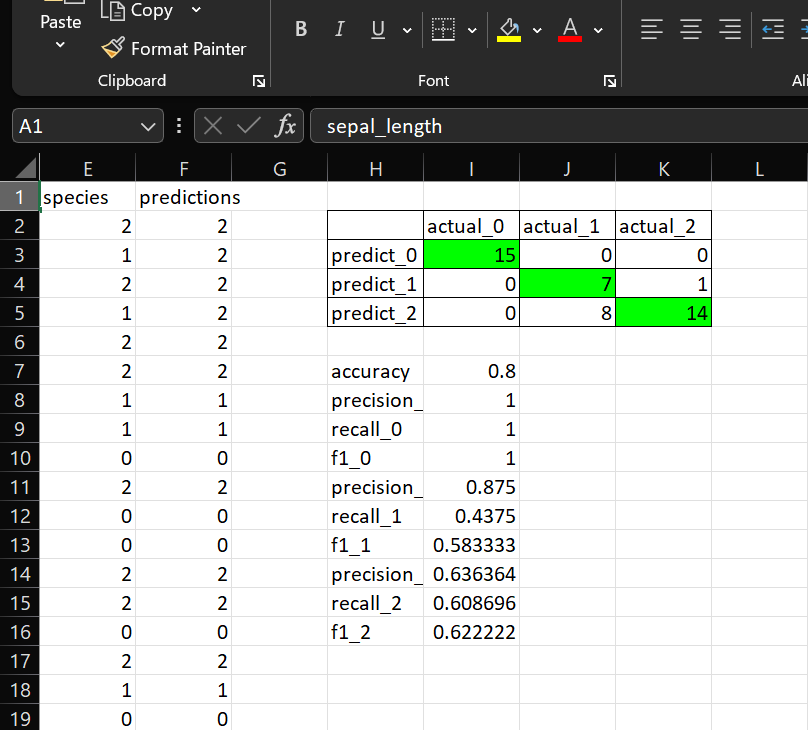 Paste
Copy
Format Painter
Clipboard
B I U
A
Font
Ali
A1
fx
sepal_length
E F G H I J K L
1 species predictions
2 2 2 actual_0 actual_1 actual_2
3 1 2 predict_0 15 0 0
4 2 2 predict_1 0 7 1
5 1 2 predict_2 0 8 14
6 2 2
7 2 2 accuracy 0.8
8 1 1 precision_ 1
9 1 1 recall_0 1
10 0 0 f1_0 1
11 2 2 precision_ 0.875
12 0 0 recall_1 0.4375
13 0 0 f1_1 0.583333
14 2 2 precision_ 0.636364
15 2 2 recall_2 0.608696
16 0 0 f1_2 0.622222
17 2 2
18 1 1
19 0 0